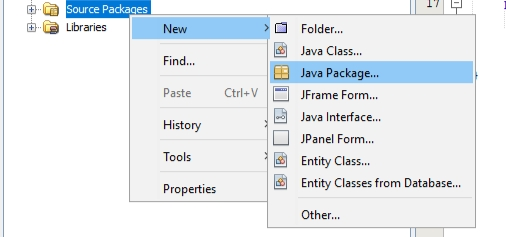 Source Packages
Libraries
New
Find...
Paste Ctrl+V
History
Tools
Properties
Folder...
Java Class...
Java Package...
JFrame Form...
Java Interface...
JPanel Form...
Entity Class...
Entity Classes from Database...
Other...
17